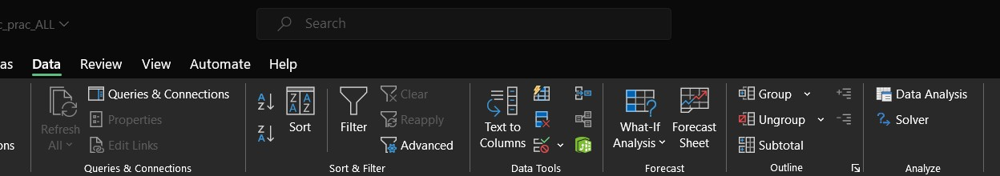 c_prac_ALL
Search
as Data Review View Automate Help
Refresh All
Queries & Connections
Properties
Edit Links
Queries & Connections
A Z
Z A
Z A A Z
Sort
Filter
Clear
Reapply
Advanced
Sort & Filter
Text to Columns
Data Tools
What-If Analysis
Forecast Sheet
Forecast
Group
Ungroup
Subtotal
Outline
Data Analysis
Solver
Analyze
ons